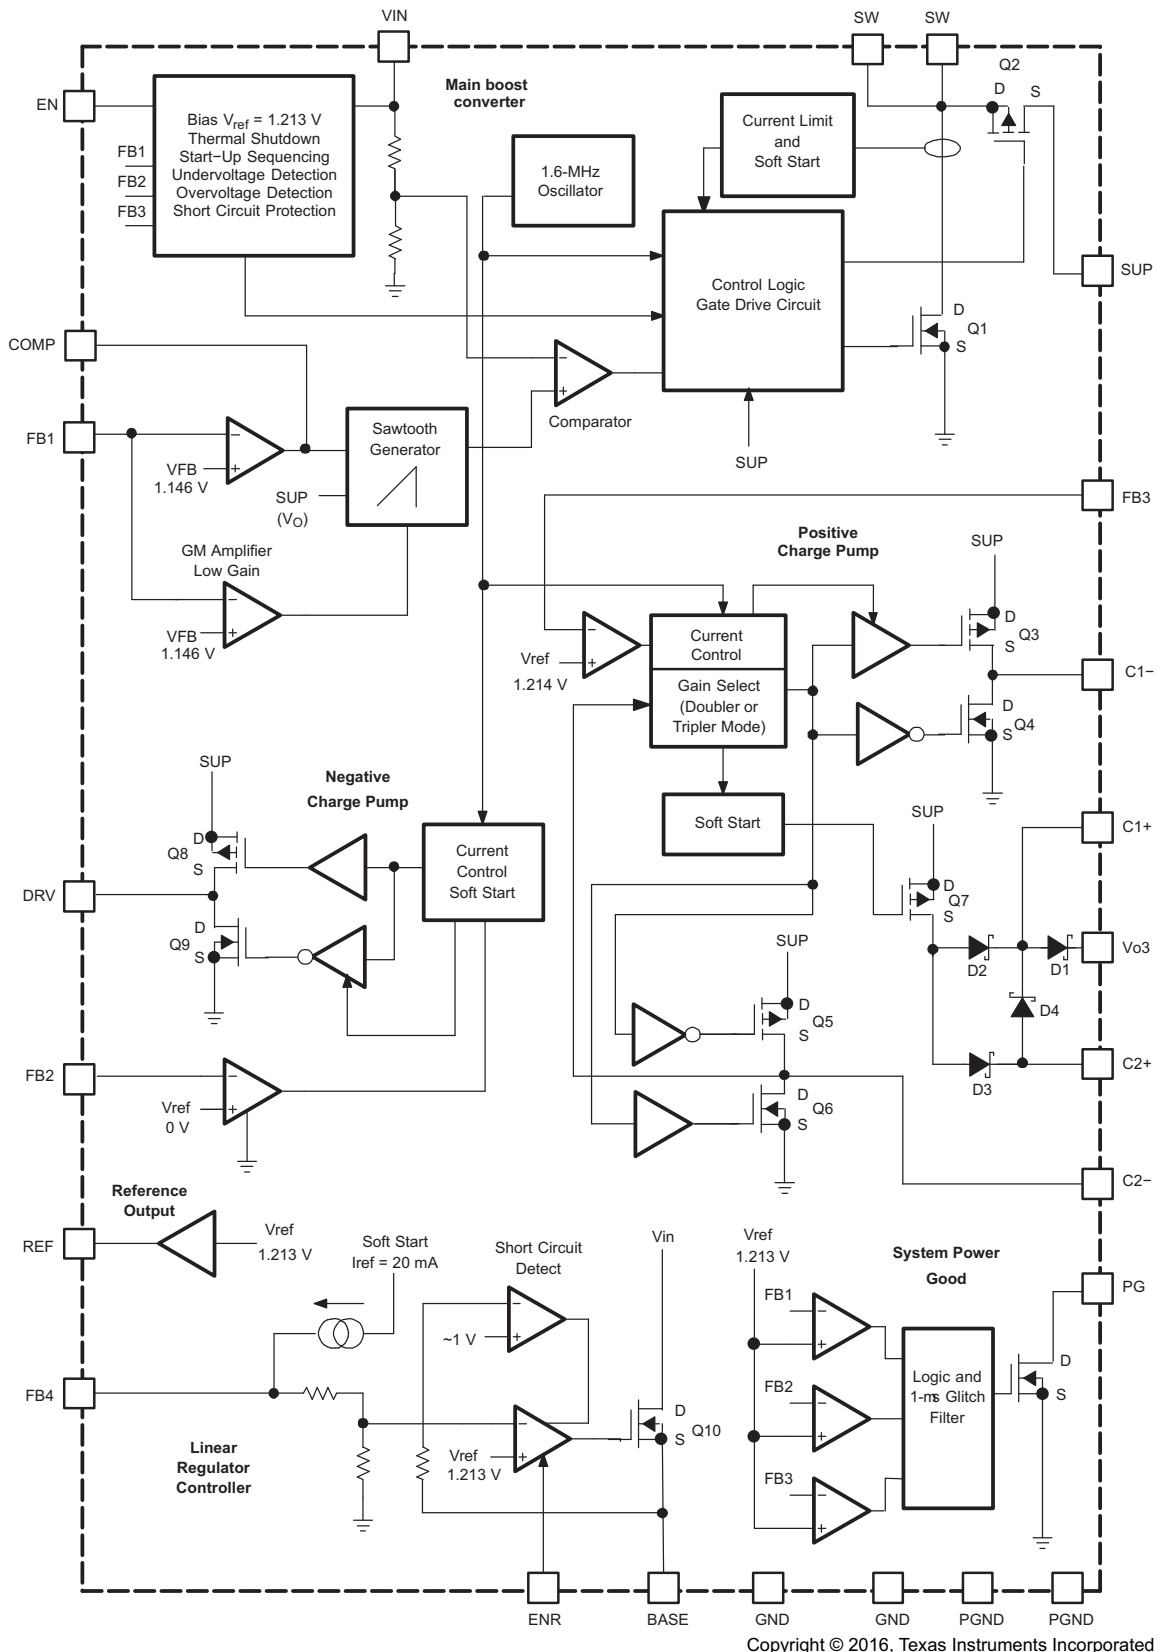 VIN
SW
SW
Q2
D
S
EN
Main boost
converter
Bias Vref = 1.213 V
Thermal Shutdown
Start−Up Sequencing
Undervoltage Detection
Overvoltage Detection
Short Circuit Protection
FB1
FB2
FB3
1.6-MHz
Oscillator
Current Limit
and
Soft Start
SUP
Control Logic
Gate Drive Circuit
D
Q1
S
COMP
−
+
Comparator
SUP
FB1
−
VFB
+
1.146 V
Sawtooth
Generator
SUP
(VO)
GM Amplifier
Low Gain
−
VFB
+
1.146 V
FB3
Positive
Charge Pump
SUP
D
Q3
S
−
Vref
+
1.214 V
Current
Control
Gain Select
(Doubler or
Tripler Mode)
C1−
D
Q4
S
Soft Start
SUP
Negative
Charge Pump
SUP
D
Q8
S
Current
Control
Soft Start
C1+
D
Q7
S
DRV
D
Q9
S
SUP
D2
D1
Vo3
D
Q5
S
D4
D3
C2+
FB2
−
Vref
+
0 V
D
Q6
S
C2−
Reference
Output
REF
Vref
1.213 V
Soft Start
Iref = 20 mA
Short Circuit
Detect
−
~1 V
+
Vin
Vref
1.213 V
System Power
Good
PG
FB1
−
+
FB2
−
+
FB3
−
+
Logic and
1-ms Glitch
Filter
D
S
FB4
Linear
Regulator
Controller
−
Vref
+
1.213 V
D
Q10
S
ENR
BASE
GND
GND
PGND
PGND
Copyright © 2016, Texas Instruments Incorporated